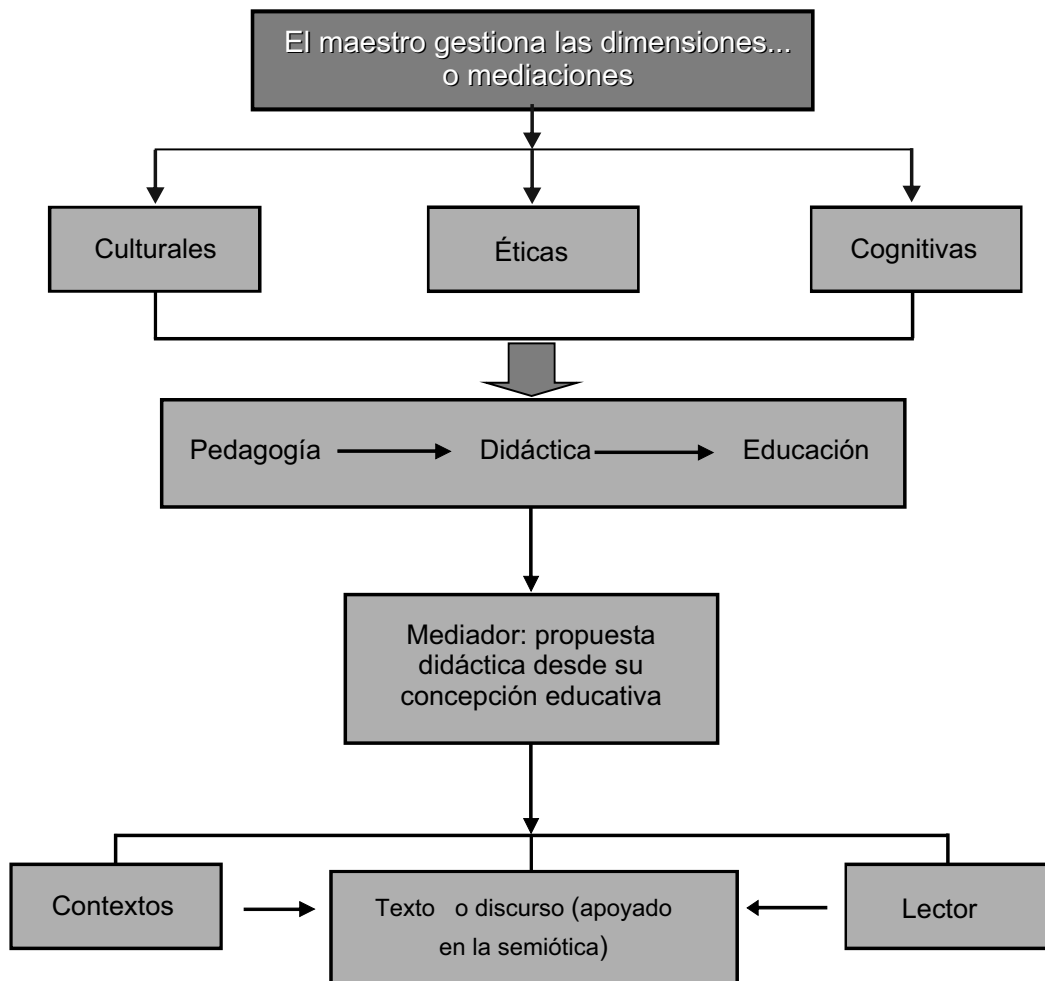 El maestro gestiona las dimensiones...
o mediaciones
Culturales
Éticas
Cognitivas
Pedagogía
Didáctica
Educación
Mediador: propuesta
didáctica desde su
concepción educativa
Contextos
Texto o discurso (apoyado
en la semiótica)
Lector